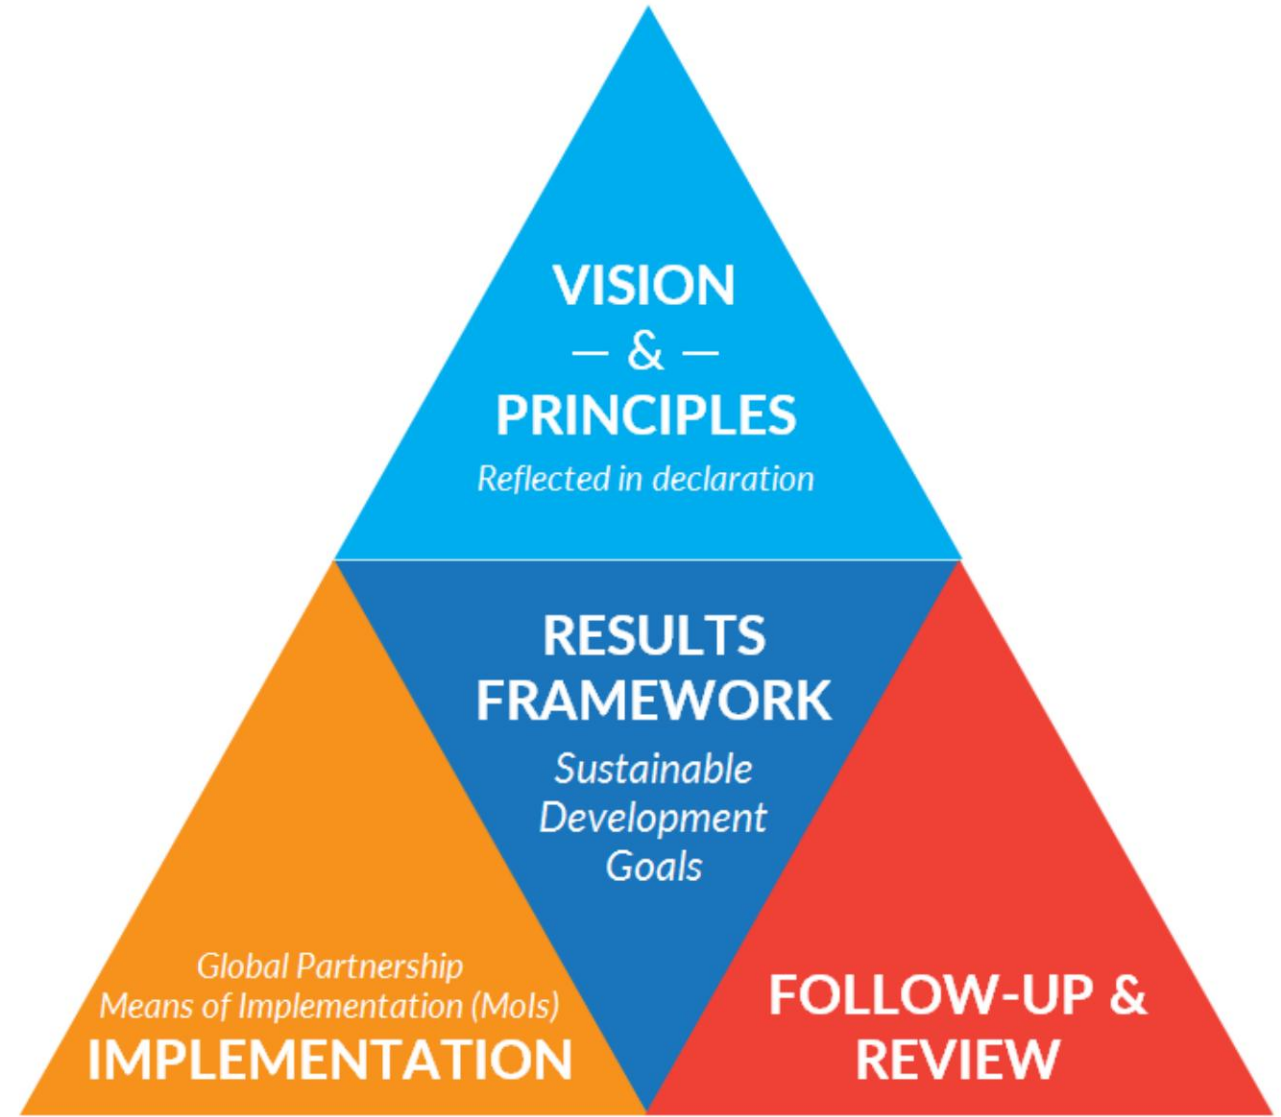 VISION
— & —
PRINCIPLES
Reflected in declaration
RESULTS
FRAMEWORK
Sustainable
Development
Goals
Global Partnership
Means of Implementation (MoIs)
IMPLEMENTATION
FOLLOW-UP &
REVIEW